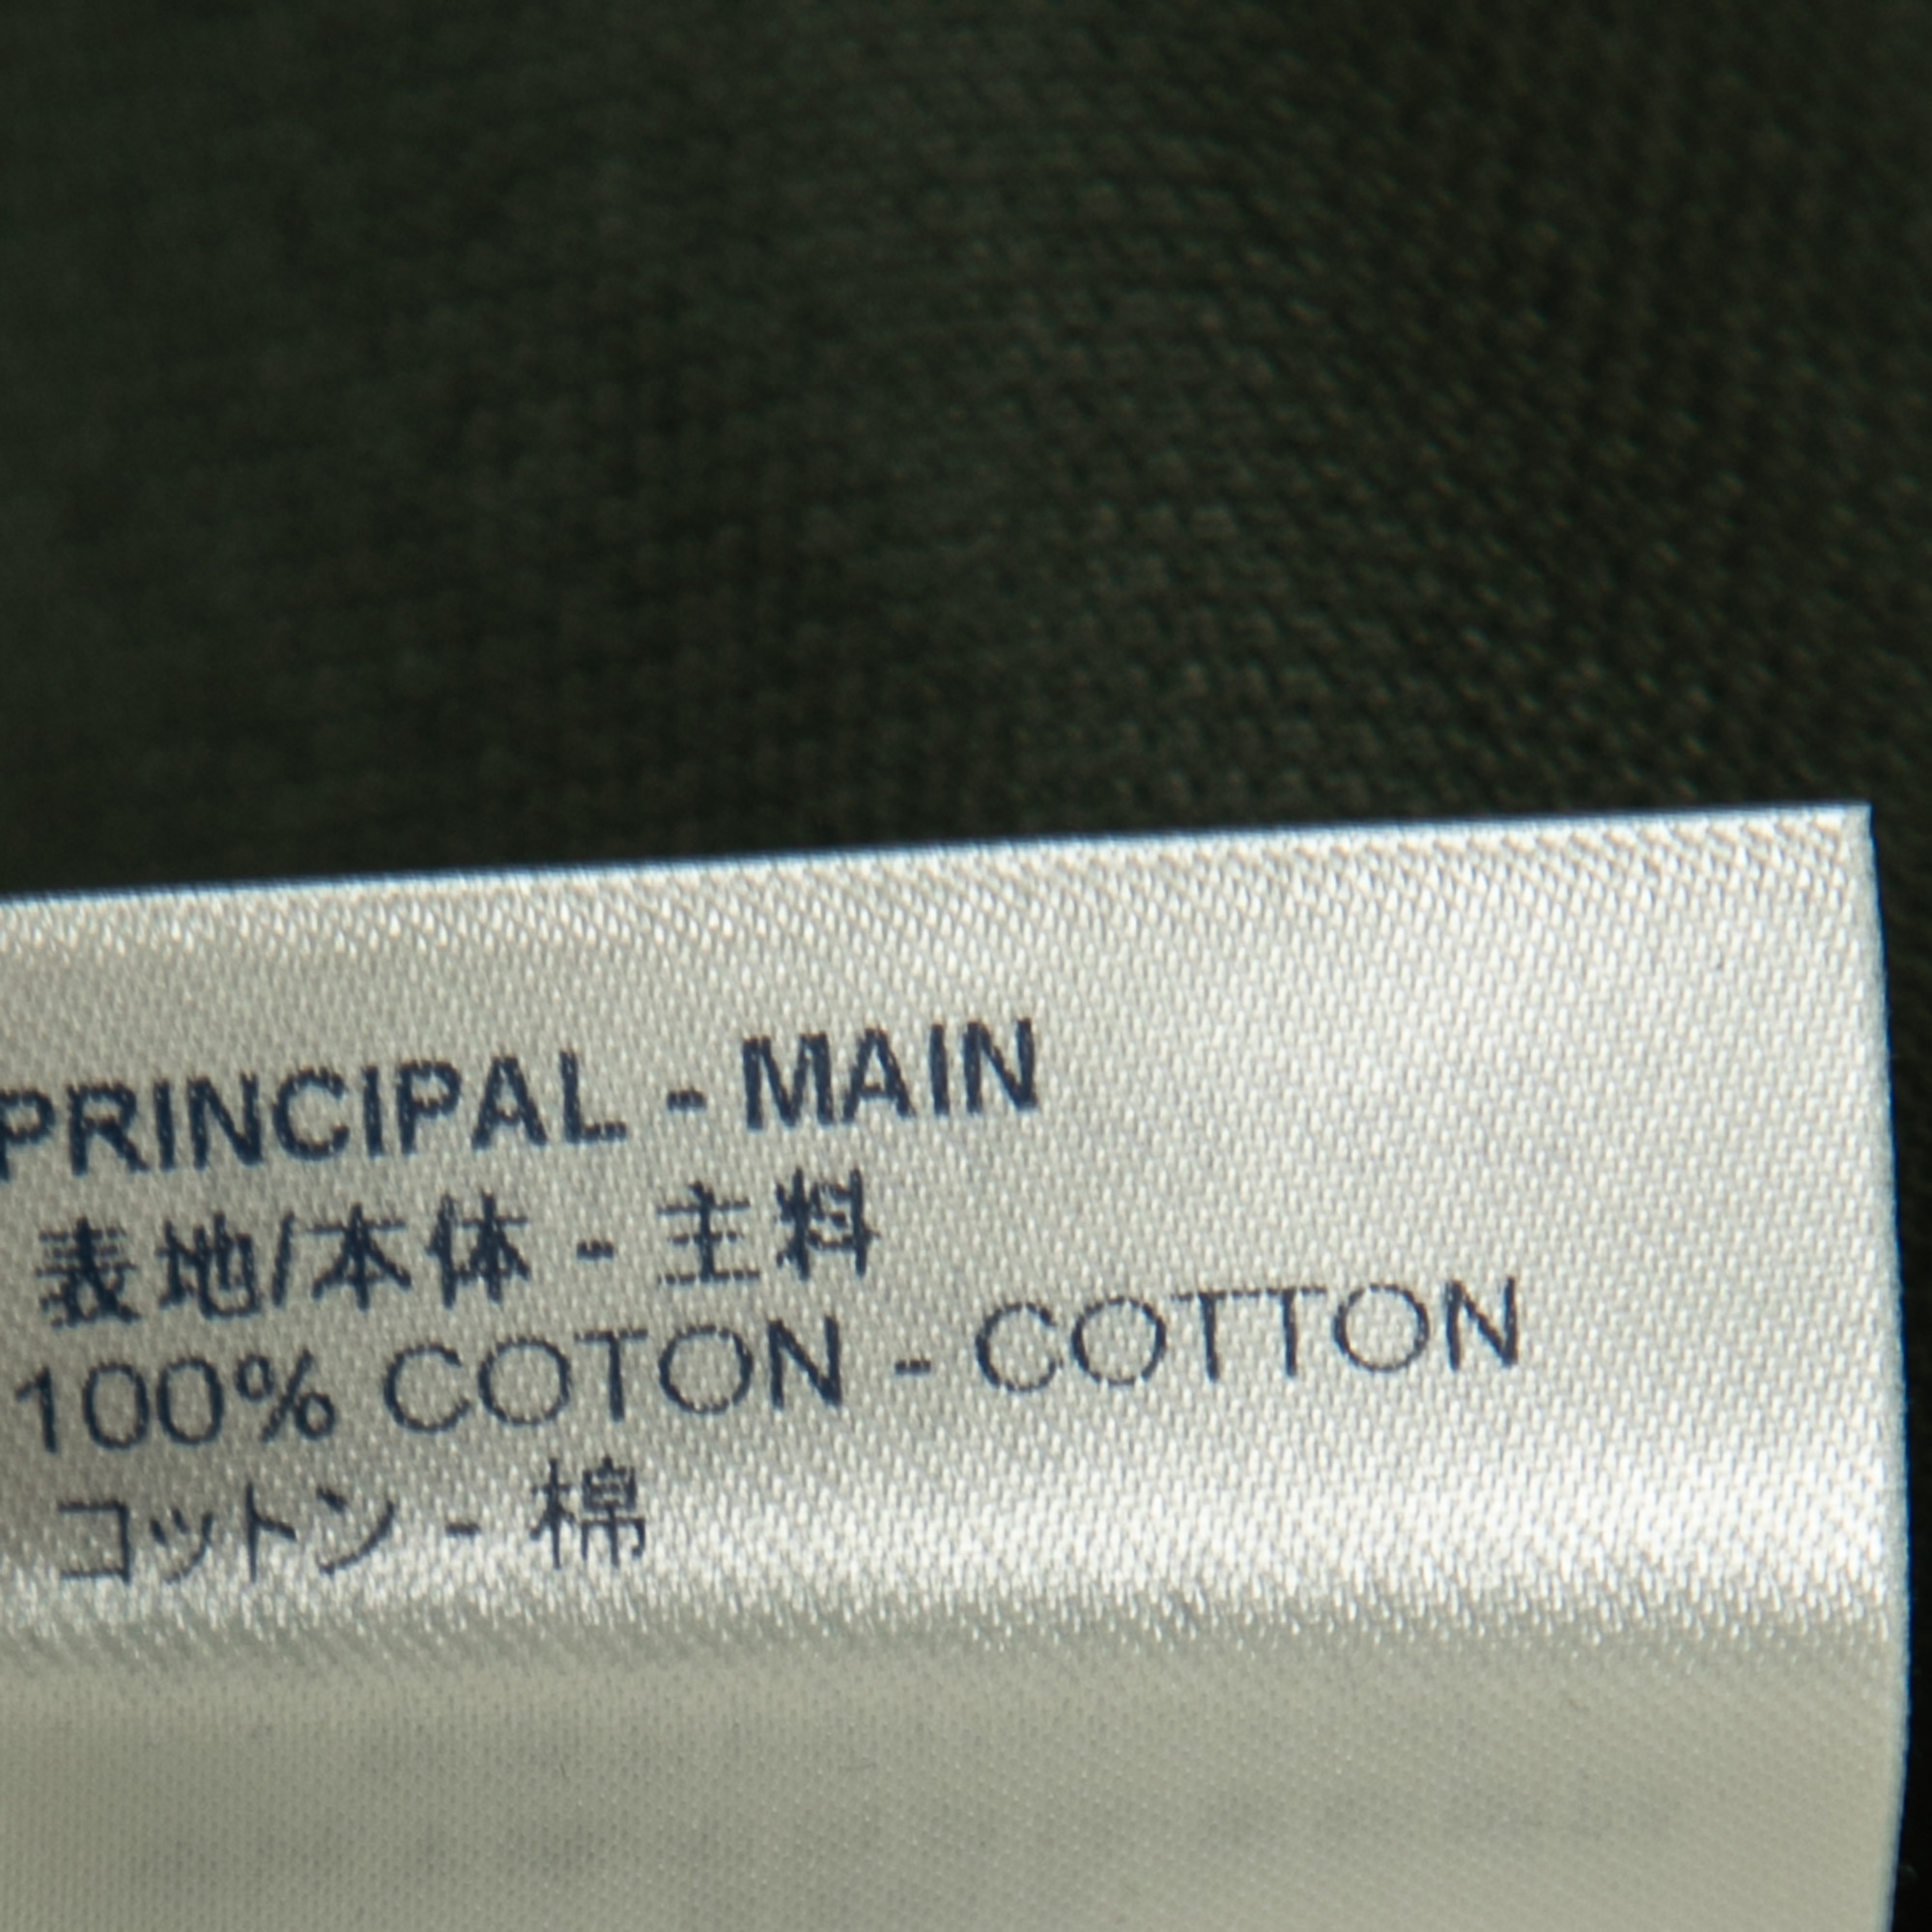 PRINCIPAL - MAIN
表地/本体 - 主料
100% COTON - COTTON
コットン - 棉